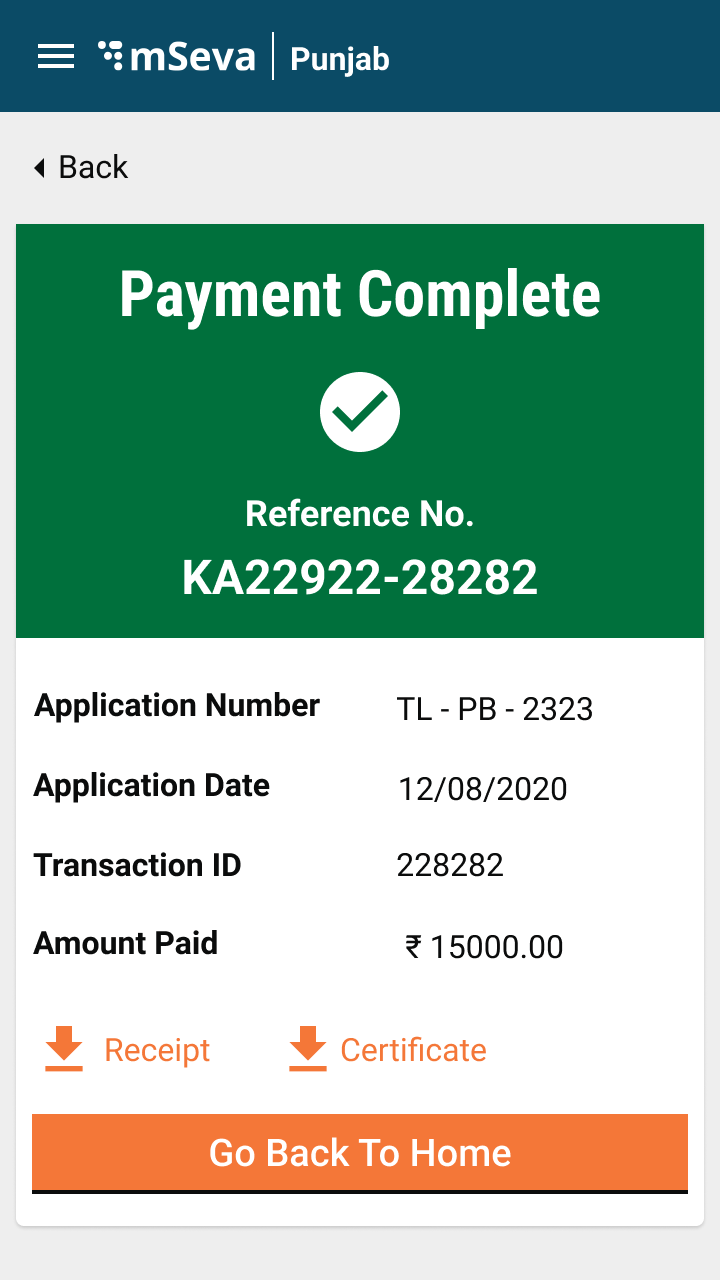 mSeva | Punjab
Back
Payment Complete
Reference No.
KA22922-28282
Application Number TL - PB - 2323
Application Date 12/08/2020
Transaction ID 228282
Amount Paid ₹ 15000.00
Receipt Certificate
Go Back To Home